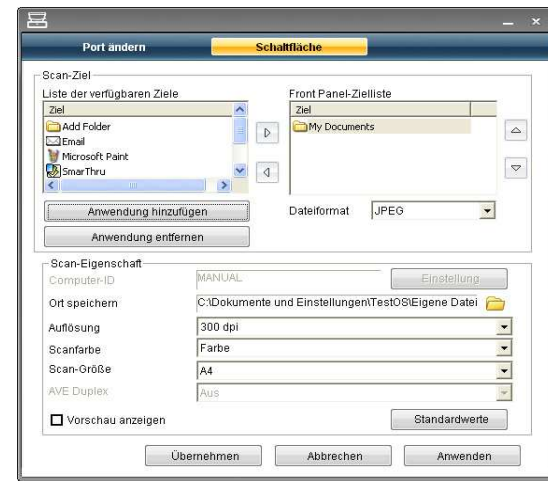 Port ändern
Schaltfläche
Scan-Ziel
Liste der verfügbaren Ziele
Ziel
Add Folder
Email
Microsoft Paint
SmarThru
Anwendung hinzufügen
Anwendung entfernen
Front Panel-Zielliste
Ziel
My Documents
Dateiformat JPEG
Scan-Eigenschaft
Computer-ID MANUAL Einstellung
Ort speichern C:\Dokumente und Einstellungen\TestOS\Eigene Datei
Auflösung 300 dpi
Scanfarbe Farbe
Scan-Größe A4
AVE Duplex Aus
Vorschau anzeigen Standardwerte
Übernehmen Abbrechen Anwenden